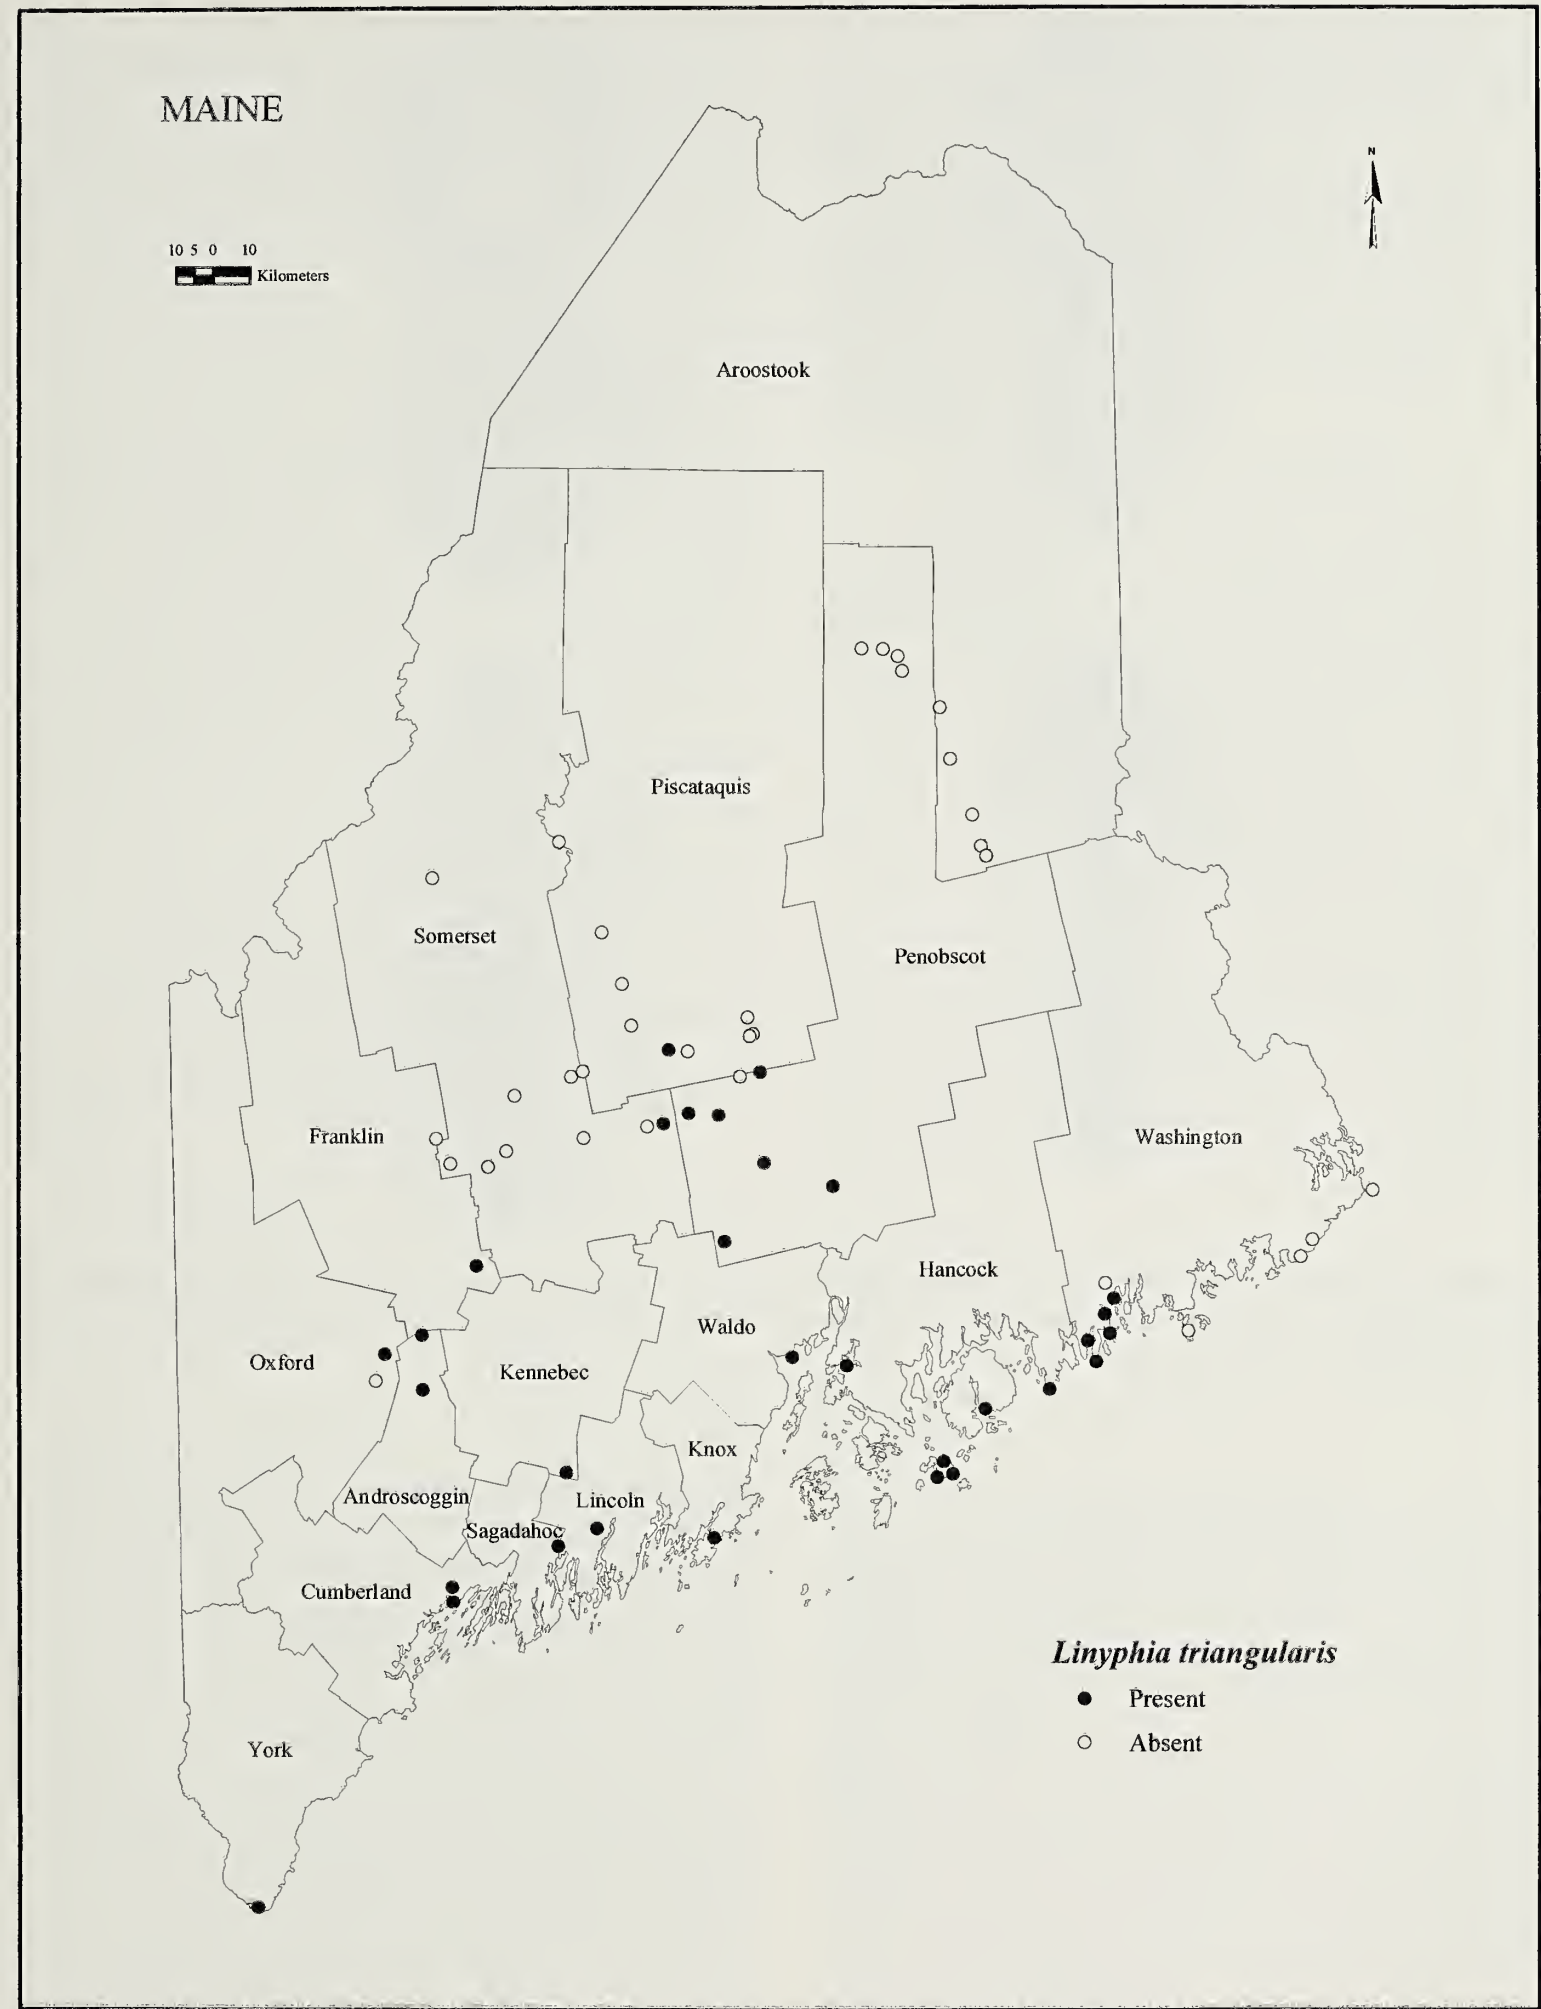 MAINE
N
10 5 0 10
Kilometers
Aroostook
Piscataquis
Somerset
Penobscot
Franklin
Washington
Hancock
Waldo
Oxford
Kennebec
Knox
Androscoggin
Lincoln
Sagadahoc
Cumberland
Linyphia triangularis
Present
Absent
York